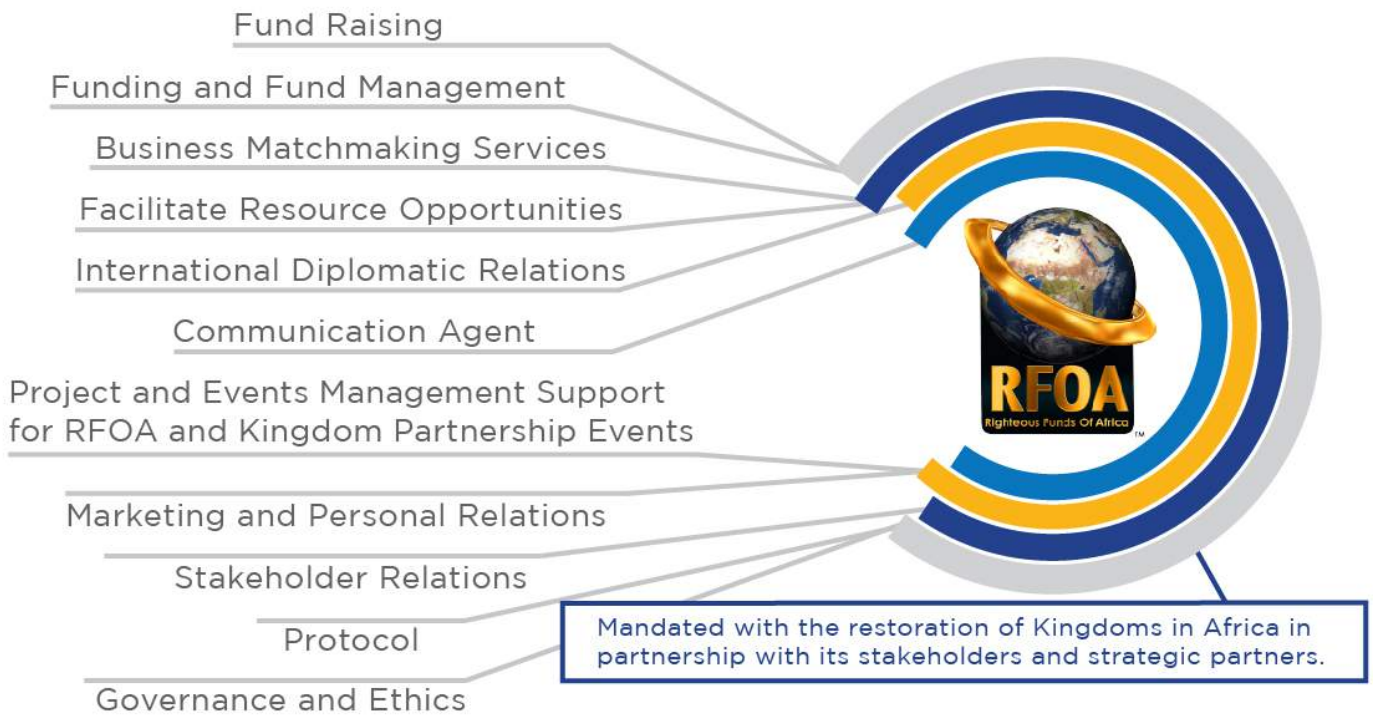 Fund Raising
Funding and Fund Management
Business Matchmaking Services
Facilitate Resource Opportunities
International Diplomatic Relations
Communication Agent
Project and Events Management Support
for RFOA and Kingdom Partnership Events
Marketing and Personal Relations
Stakeholder Relations
Protocol
Governance and Ethics
RFOA
Righteous Funds Of Africa
TM
Mandated with the restoration of Kingdoms in Africa in
partnership with its stakeholders and strategic partners.